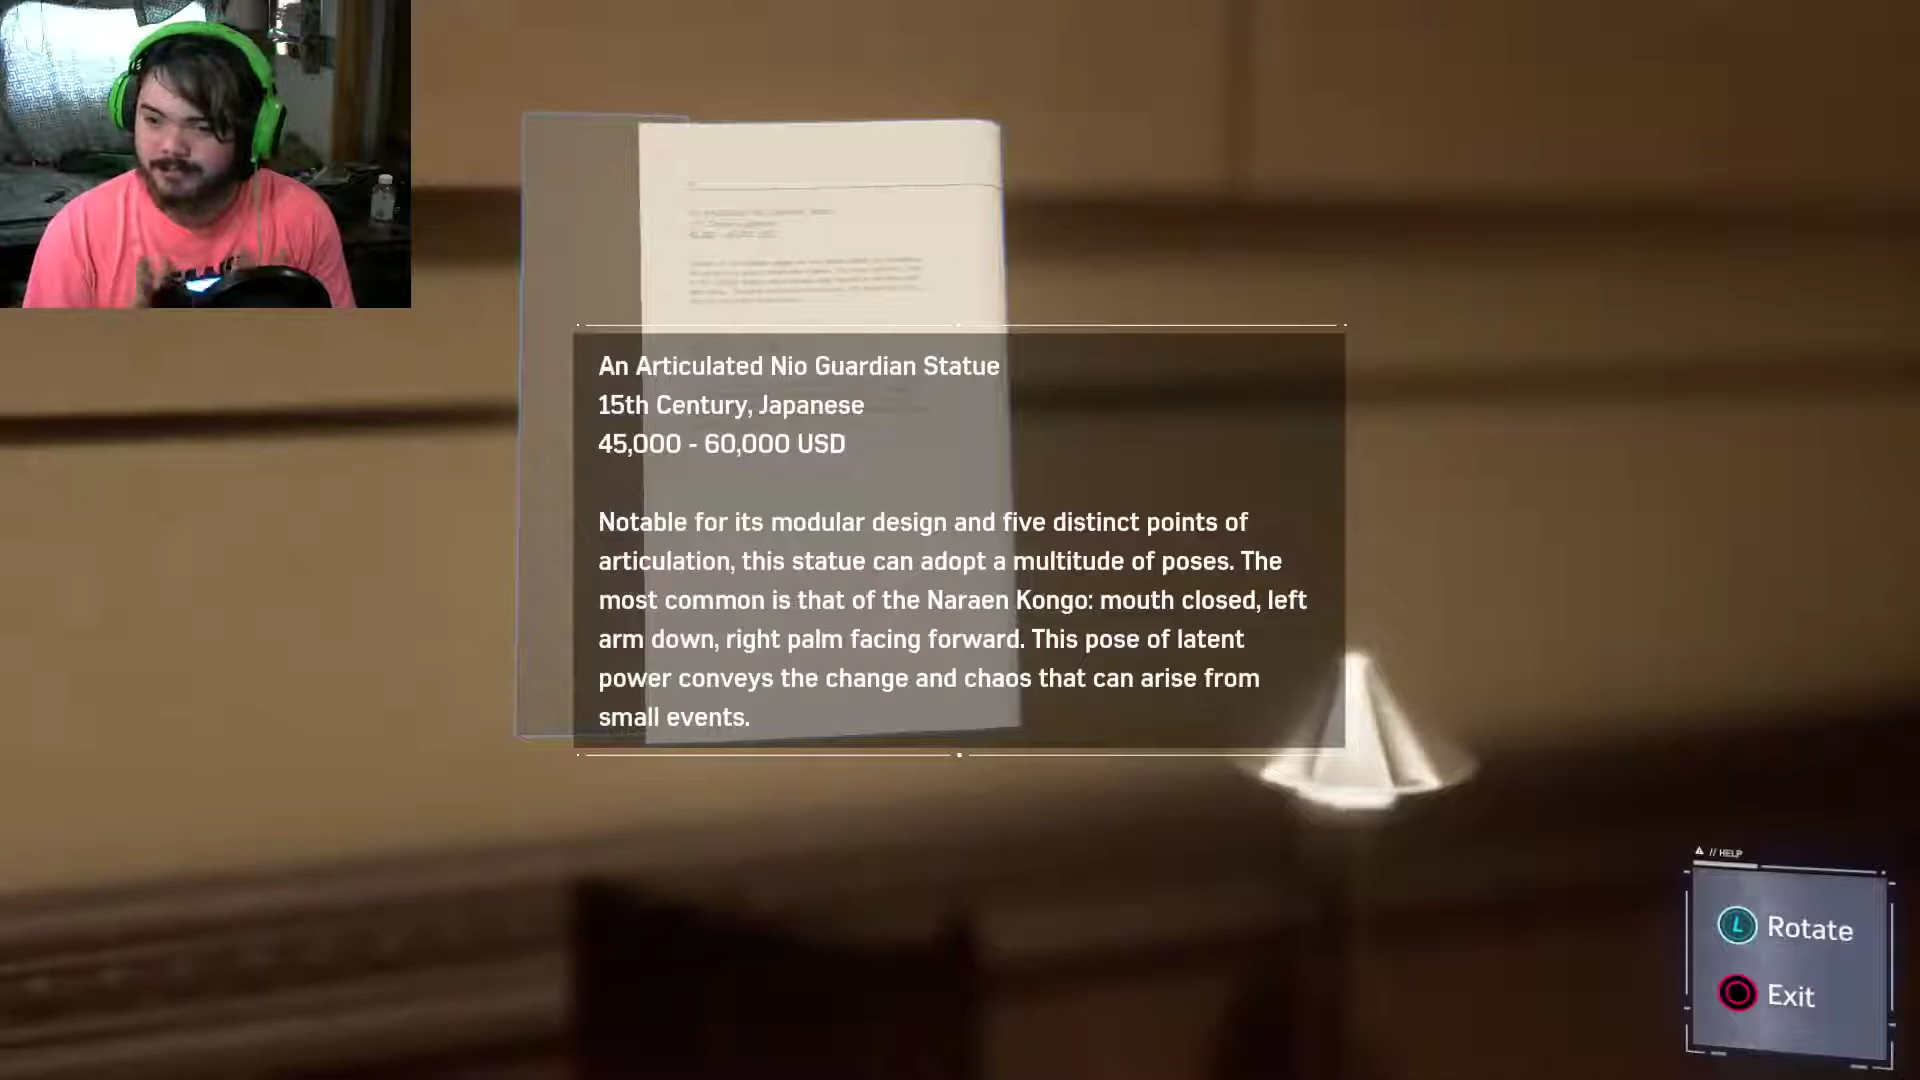 An Articulated Nio Guardian Statue
15th Century, Japanese
45,000 - 60,000 USD
Notable for its modular design and five distinct points of
articulation, this statue can adopt a multitude of poses. The
most common is that of the Naraen Kongo: mouth closed, left
arm down, right palm facing forward. This pose of latent
power conveys the change and chaos that can arise from
small events.
// HELP
L Rotate
Exit